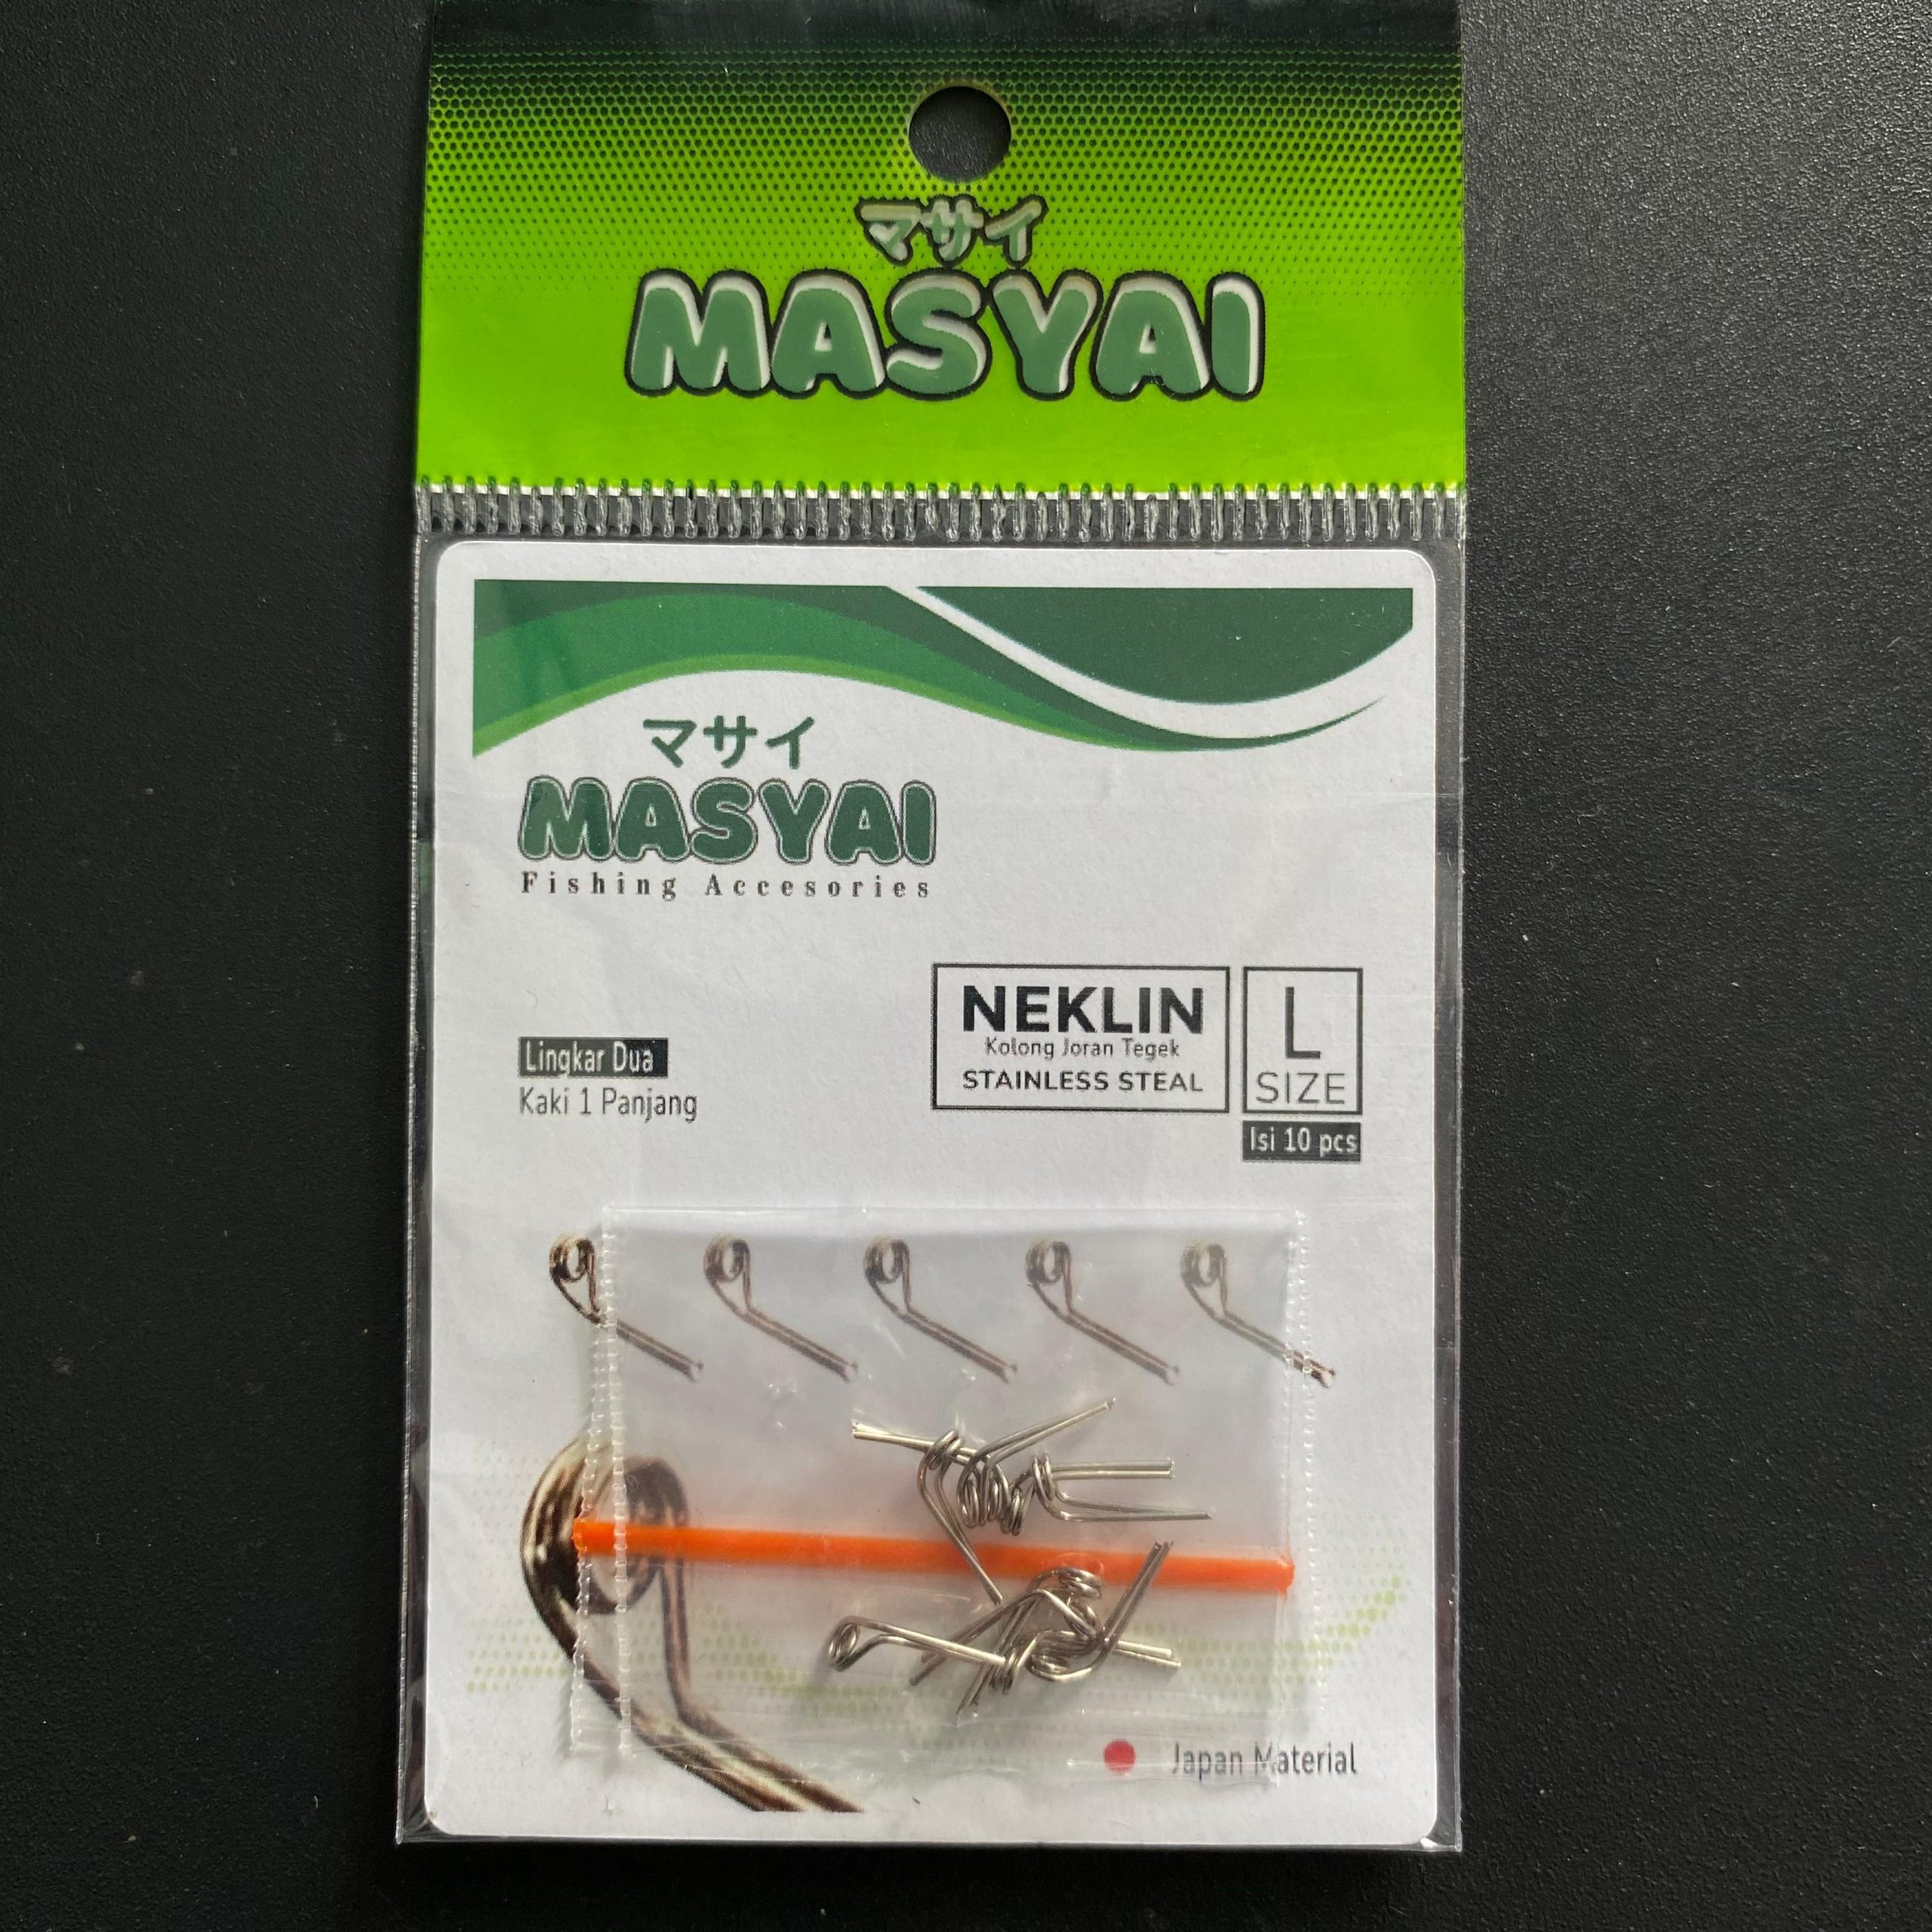 マサイ
MASYAI
マサイ
MASYAI
Fishing Accesories
NEKLIN
Kolong Joran Tegek
STAINLESS STEAL
L
SIZE
Isi 10 pcs
Lingkar Dua
Kaki 1 Panjang
Japan Material